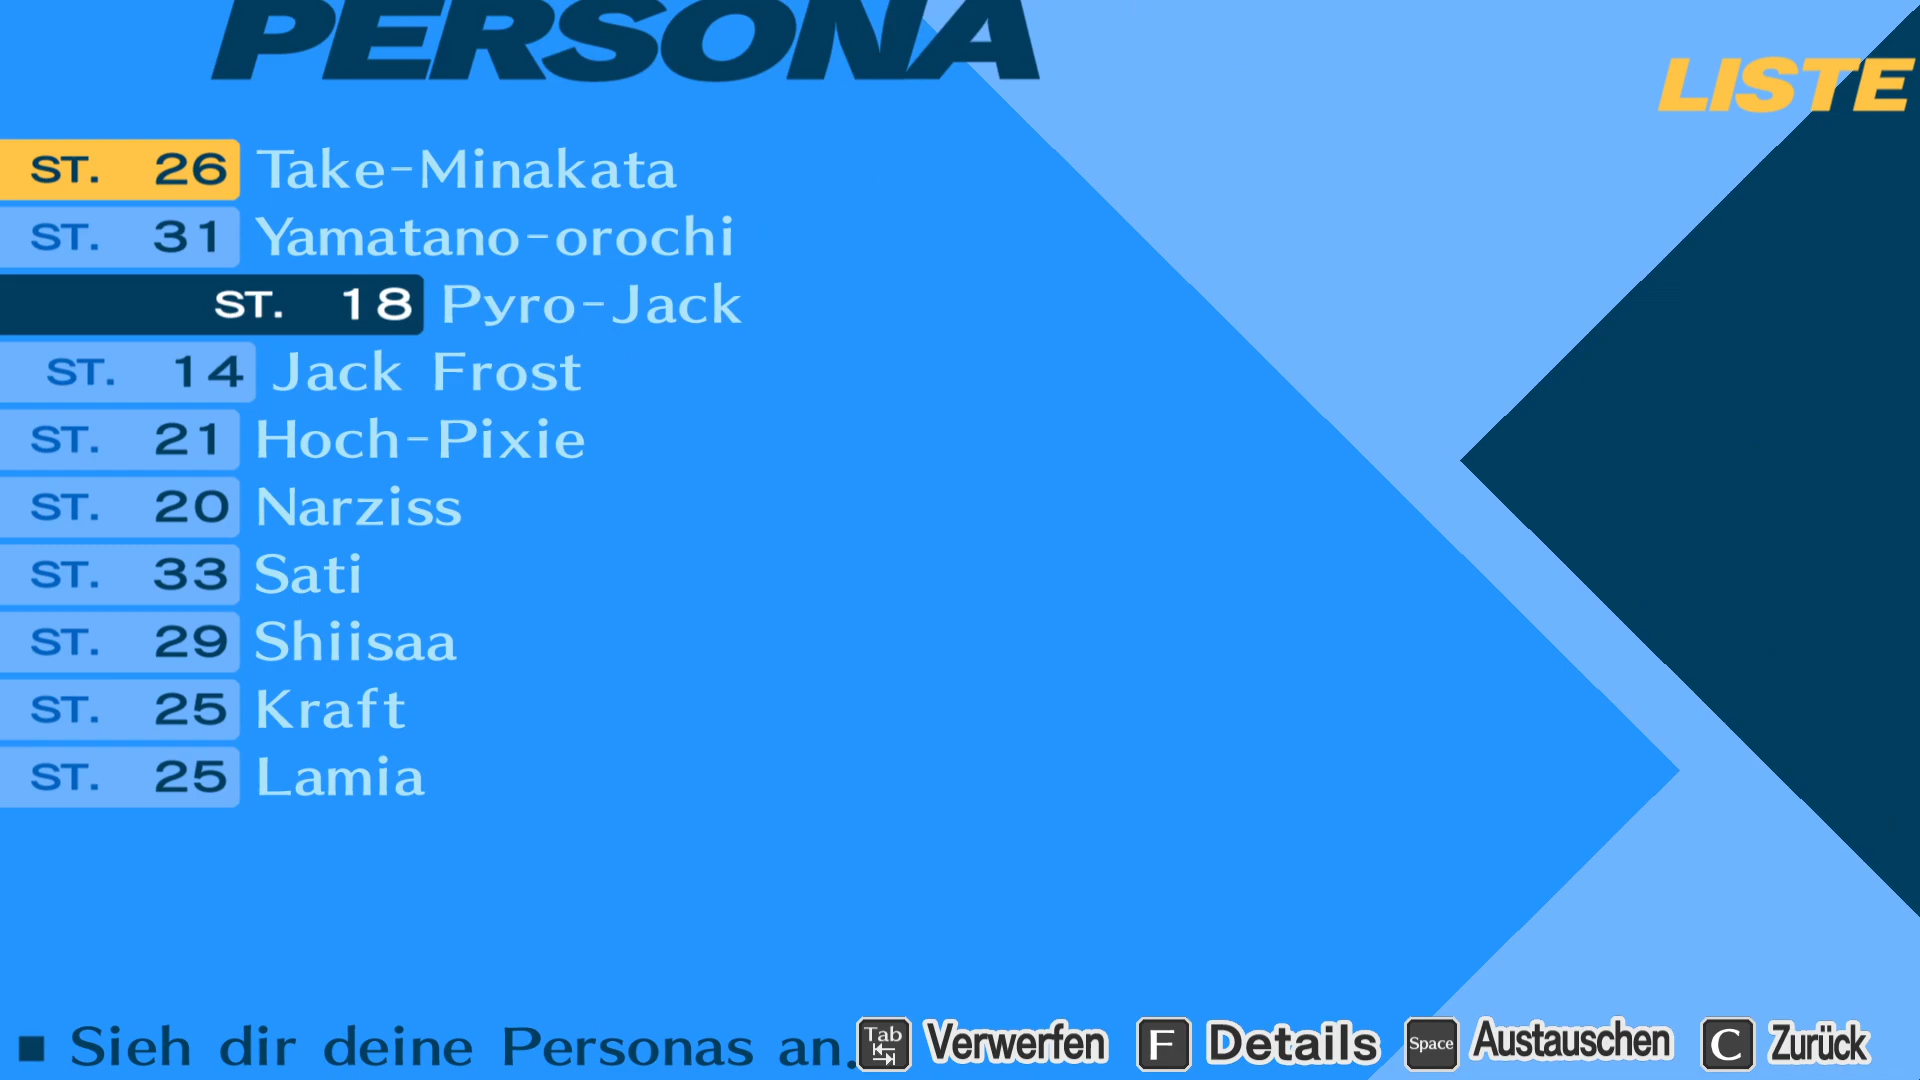 PERSONA
LISTE
ST. 26 Take-Minakata
ST. 31 Yamatano-orochi
ST. 18 Pyro-Jack
ST. 14 Jack Frost
ST. 21 Hoch-Pixie
ST. 20 Narziss
ST. 33 Sati
ST. 29 Shiisaa
ST. 25 Kraft
ST. 25 Lamia
■ Sieh dir deine Personas an. Tab Verwerfen F Details Space Austauschen C Zurück